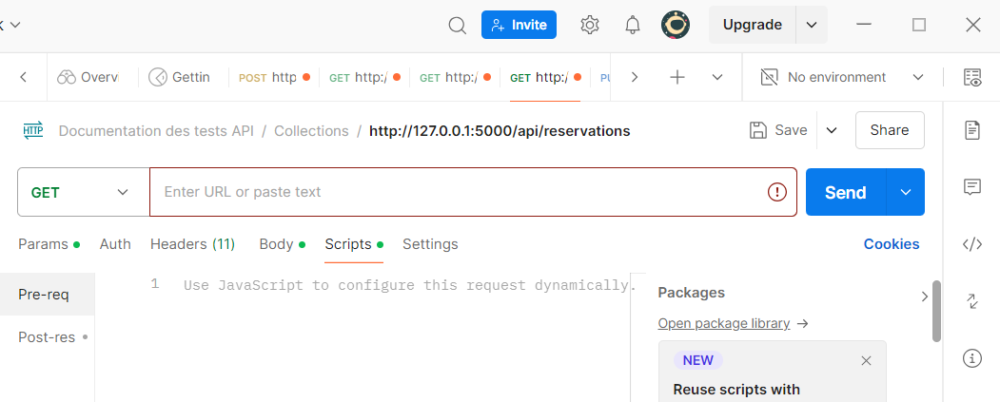 Invite
Upgrade
Overv
Gettin
POST http
GET http:/
GET http:/
GET http:/
PU
No environment
HTTP
Documentation des tests API / Collections / http://127.0.0.1:5000/api/reservations
Save
Share
GET
Enter URL or paste text
Send
Params
Auth
Headers (11)
Body
Scripts
Settings
Cookies
Pre-req
Post-res
1 Use JavaScript to configure this request dynamically.
Packages
Open package library →
NEW
Reuse scripts with